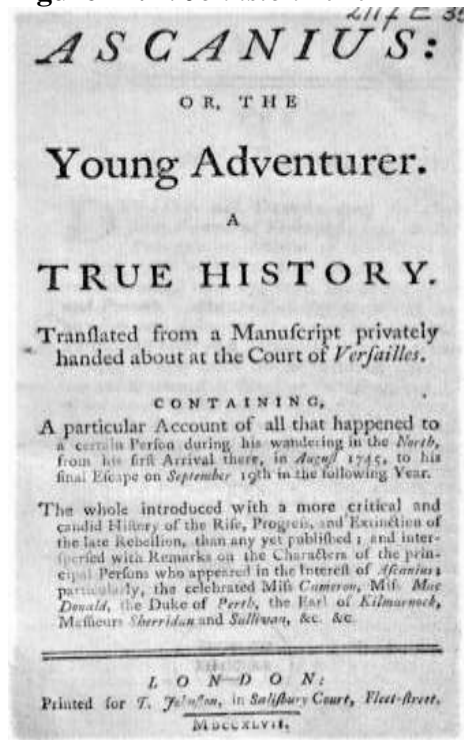 2117 E 35
ASCANIUS:
OR, THE
Young Adventurer.
A
TRUE HISTORY.
Tranſlated from a Manuſcript privately
handed about at the Court of Verſailles.
CONTAINING,
A particular Account of all that happened to
a certain Perſon during his wandering in the North,
from his firſt Arrival there, in Auguſt 1745, to his
final Eſcape on September 19th in the following Year.
The whole introduced with a more critical and
candid Hiſtory of the Riſe, Progreſs, and Extinction of
the late Rebellion, than any yet publiſhed; and inter-
ſperſed with Remarks on the Characters of the prin-
cipal Perſons who appeared in the Intereſt of Aſcanius;
particularly, the celebrated Miſs Cameron, Miſs Mac
Donald, the Duke of Perth, the Earl of Kilmarnock,
Meſſieurs Sherridan and Sullivan, &c. &c.
LONDON:
Printed for T. Johnſton, in Saliſbury Court, Fleet-ſtreet.
MDCCXLVII.